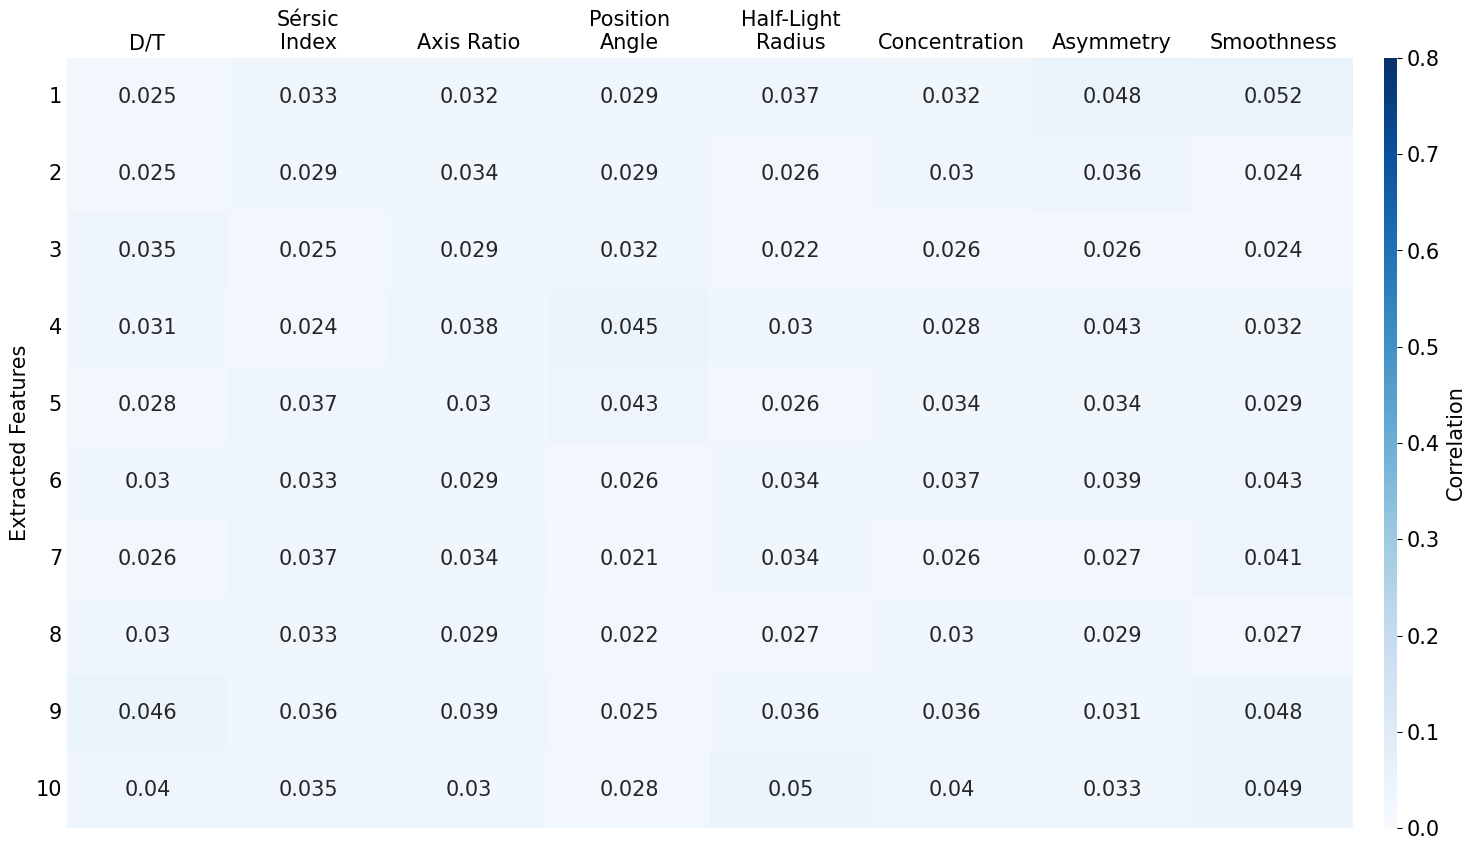 Sérsic Position Half-Light
D/T Index Axis Ratio Angle Radius Concentration Asymmetry Smoothness
1 0.025 0.033 0.032 0.029 0.037 0.032 0.048 0.052
2 0.025 0.029 0.034 0.029 0.026 0.03 0.036 0.024
3 0.035 0.025 0.029 0.032 0.022 0.026 0.026 0.024
4 0.031 0.024 0.038 0.045 0.03 0.028 0.043 0.032
5 0.028 0.037 0.03 0.043 0.026 0.034 0.034 0.029
6 0.03 0.033 0.029 0.026 0.034 0.037 0.039 0.043
7 0.026 0.037 0.034 0.021 0.034 0.026 0.027 0.041
8 0.03 0.033 0.029 0.022 0.027 0.03 0.029 0.027
9 0.046 0.036 0.039 0.025 0.036 0.036 0.031 0.048
10 0.04 0.035 0.03 0.028 0.05 0.04 0.033 0.049
Extracted Features
0.8
0.7
0.6
0.5
0.4
0.3
0.2
0.1
0.0
Correlation